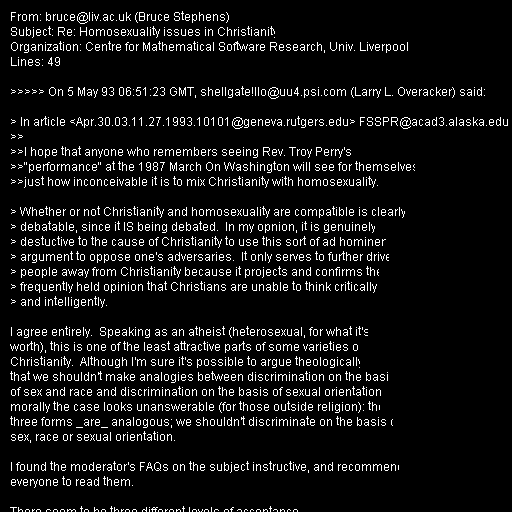 From: bruce@liv.ac.uk (Bruce Stephens)
Subject: Re: Homosexuality issues in Christianity
Organization: Centre for Mathematical Software Research, Univ. Liverpool
Lines: 49
>>>>> On 5 May 93 06:51:23 GMT, shellgate!llo@uu4.psi.com (Larry L. Overacker) said:
> In article <Apr.30.03.11.27.1993.10101@geneva.rutgers.edu> FSSPR@acad3.alaska.edu
>>
>>I hope that anyone who remembers seeing Rev. Troy Perry's
>>"performance" at the 1987 March On Washington will see for themselves
>>just how inconceivable it is to mix Christianity with homosexuality.
> Whether or not Christianity and homosexuality are compatible is clearly
> debatable, since it IS being debated.  In my opnion, it is genuinely
> destuctive to the cause of Christianity to use this sort of ad hominem
> argument to oppose one's adversaries.  It only serves to further drive
> people away from Christianity because it projects and confirms the
> frequently held opinion that Christians are unable to think critically
> and intelligently.
I agree entirely.  Speaking as an atheist (heterosexual, for what it's
worth), this is one of the least attractive parts of some varieties o
Christianity.  Although I'm sure it's possible to argue theologically
that we shouldn't make analogies between discrimination on the basi
of sex and race and discrimination on the basis of sexual orientation
morally the case looks unanswerable (for those outside religion): the
three forms _are_ analogous; we shouldn't discriminate on the basis o
sex, race or sexual orientation.
I found the moderator's FAQs on the subject instructive, and recommend
everyone to read them.
There seem to be three different levels of acceptance